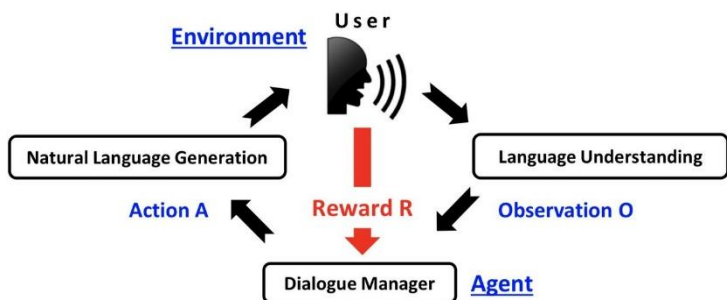 User
Environment
Natural Language Generation
Language Understanding
Action A
Reward R
Observation O
Dialogue Manager
Agent